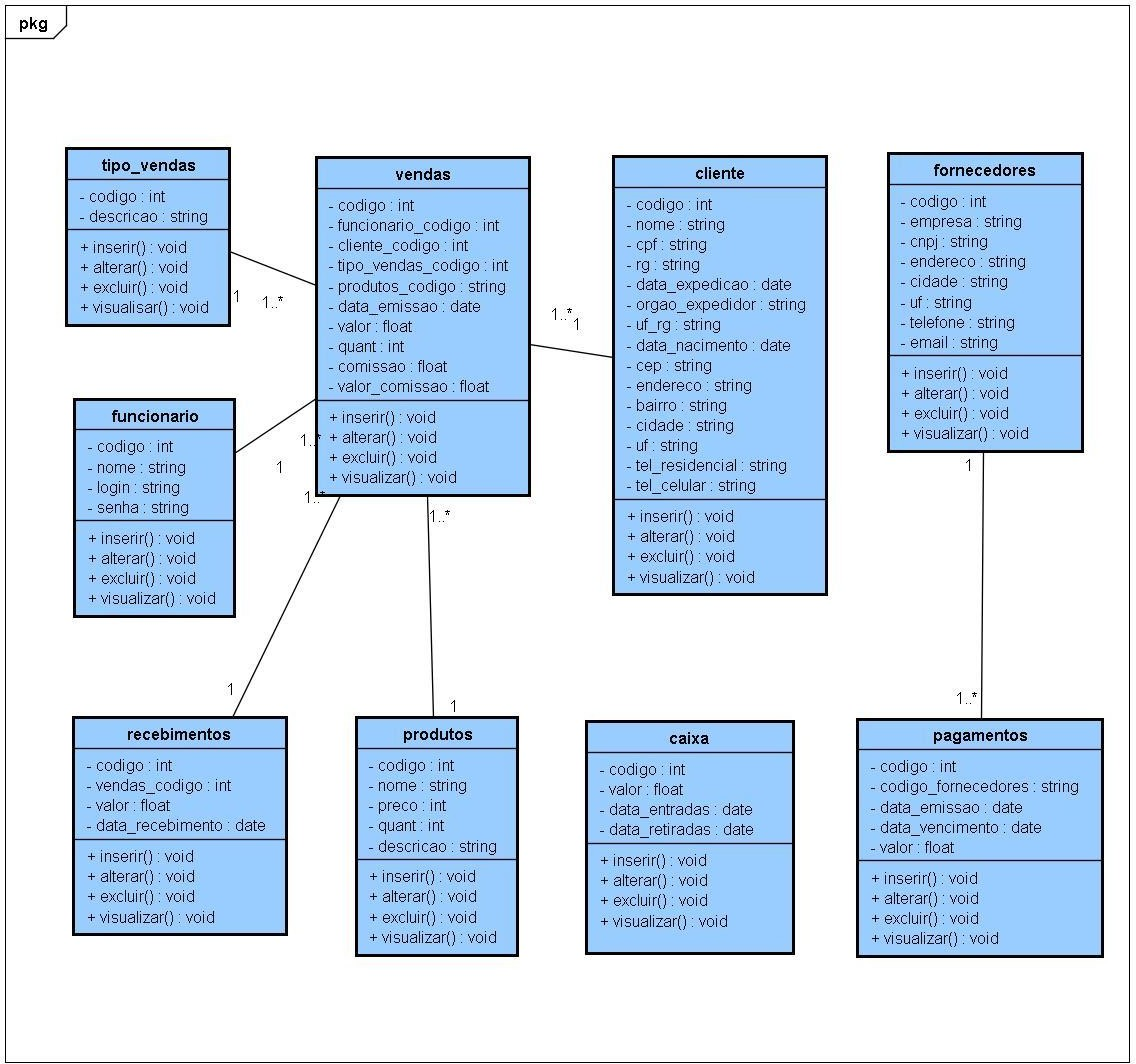 pkg
tipo_vendas
- codigo : int
- descricao : string
+ inserir() : void
+ alterar() : void
+ excluir() : void
+ visualisar() : void
1
1..*
vendas
- codigo : int
- funcionario_codigo : int
- cliente_codigo : int
- tipo_vendas_codigo : int
- produtos_codigo : string
- data_emissao : date
- valor : float
- quant : int
- comissao : float
- valor_comissao : float
+ inserir() : void
+ alterar() : void
+ excluir() : void
+ visualizar() : void
1..*
1
cliente
- codigo : int
- nome : string
- cpf : string
- rg : string
- data_expedicao : date
- orgao_expedidor : string
- uf_rg : string
- data_nacimento : date
- cep : string
- endereco : string
- bairro : string
- cidade : string
- uf : string
- tel_residencial : string
- tel_celular : string
+ inserir() : void
+ alterar() : void
+ excluir() : void
+ visualizar() : void
fornecedores
- codigo : int
- empresa : string
- cnpj : string
- endereco : string
- cidade : string
- uf : string
- telefone : string
- email : string
+ inserir() : void
+ alterar() : void
+ excluir() : void
+ visualizar() : void
1
1..*
funcionario
- codigo : int
- nome : string
- login : string
- senha : string
+ inserir() : void
+ alterar() : void
+ excluir() : void
+ visualizar() : void
1..*
1
1..*
1
1..*
1
recebimentos
- codigo : int
- vendas_codigo : int
- valor : float
- data_recebimento : date
+ inserir() : void
+ alterar() : void
+ excluir() : void
+ visualizar() : void
produtos
- codigo : int
- nome : string
- preco : int
- quant : int
- descricao : string
+ inserir() : void
+ alterar() : void
+ excluir() : void
+ visualizar() : void
caixa
- codigo : int
- valor : float
- data_entradas : date
- data_retiradas : date
+ inserir() : void
+ alterar() : void
+ excluir() : void
+ visualizar() : void
pagamentos
- codigo : int
- codigo_fornecedores : string
- data_emissao : date
- data_vencimento : date
- valor : float
+ inserir() : void
+ alterar() : void
+ excluir() : void
+ visualizar() : void